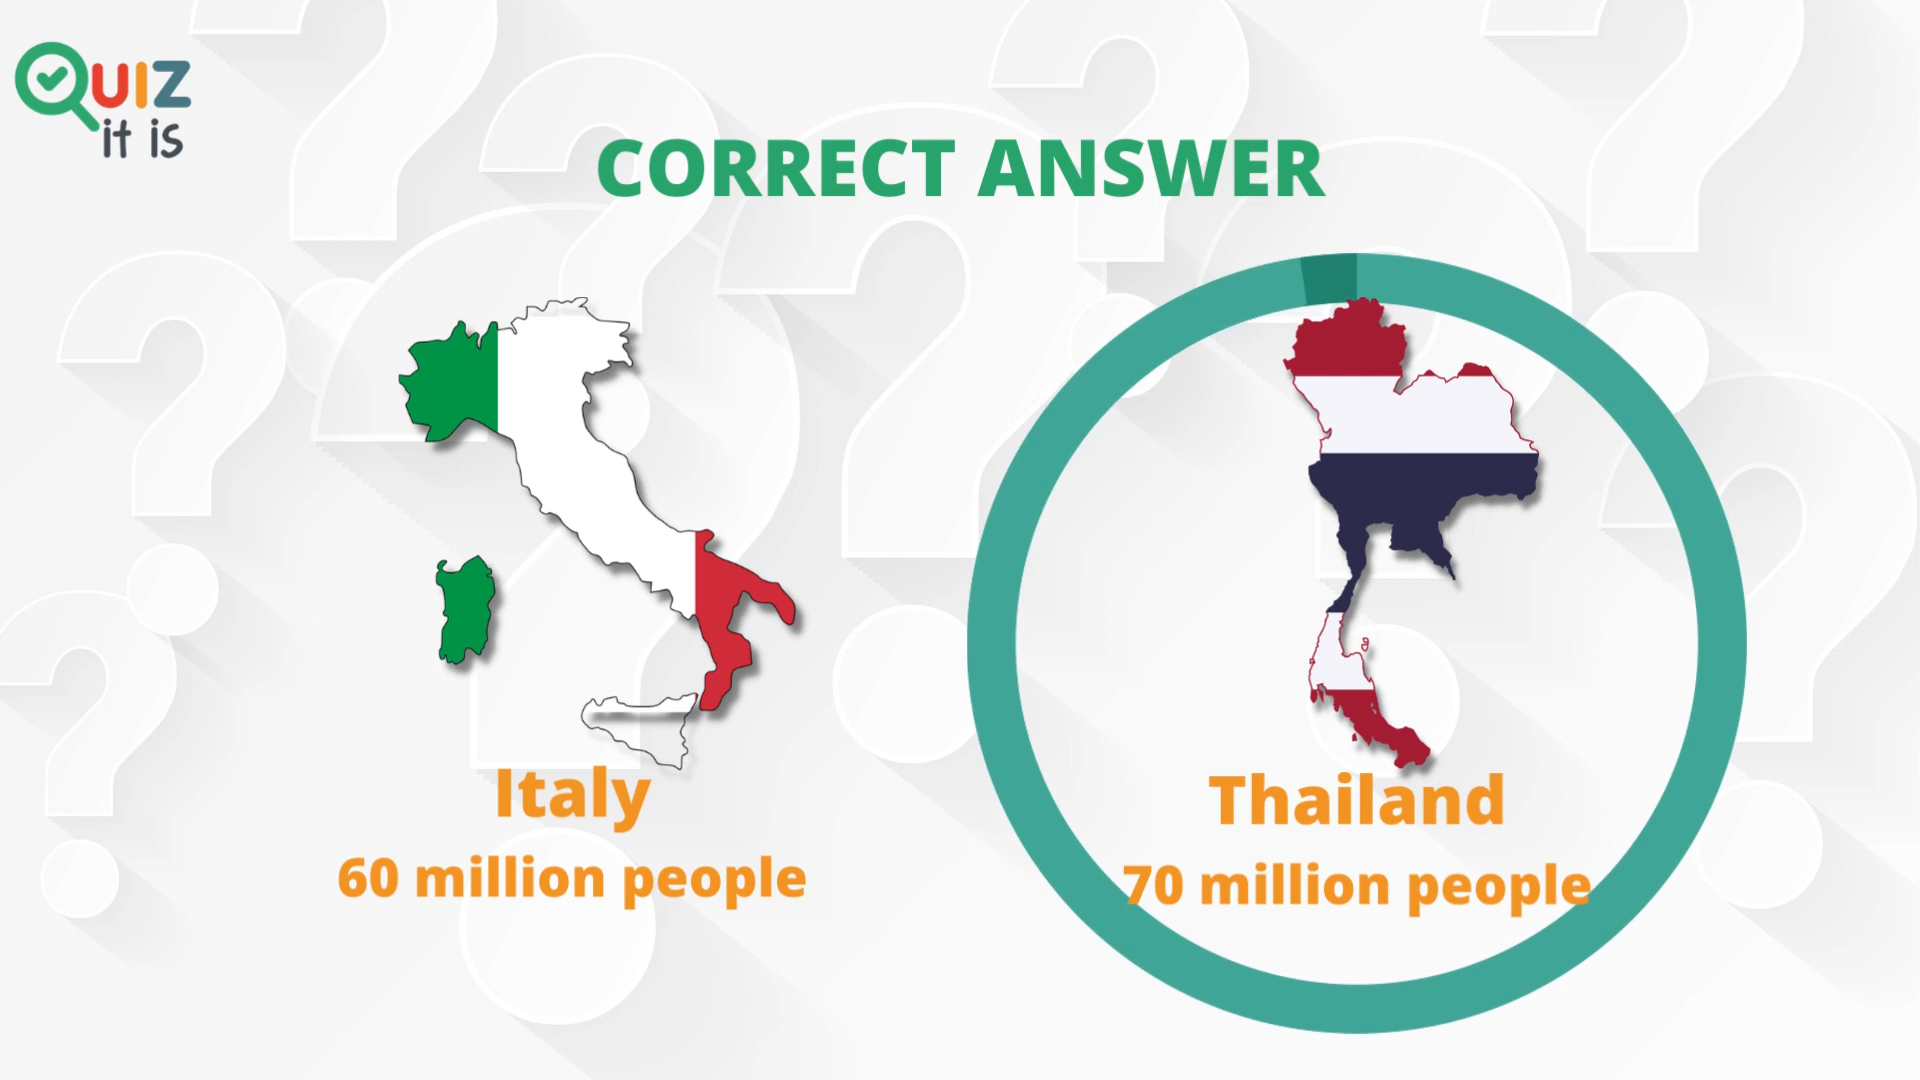 QUIZ
it is
CORRECT ANSWER
Italy
60 million people
Thailand
70 million people